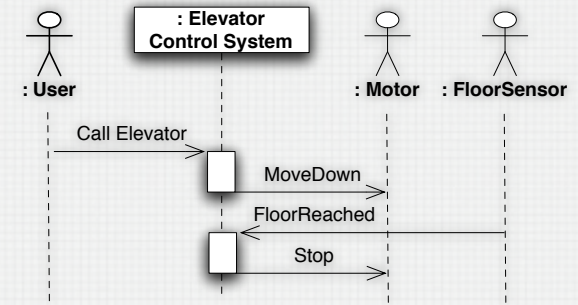 : Elevator
Control System
: User
: Motor
: FloorSensor
Call Elevator
MoveDown
FloorReached
Stop